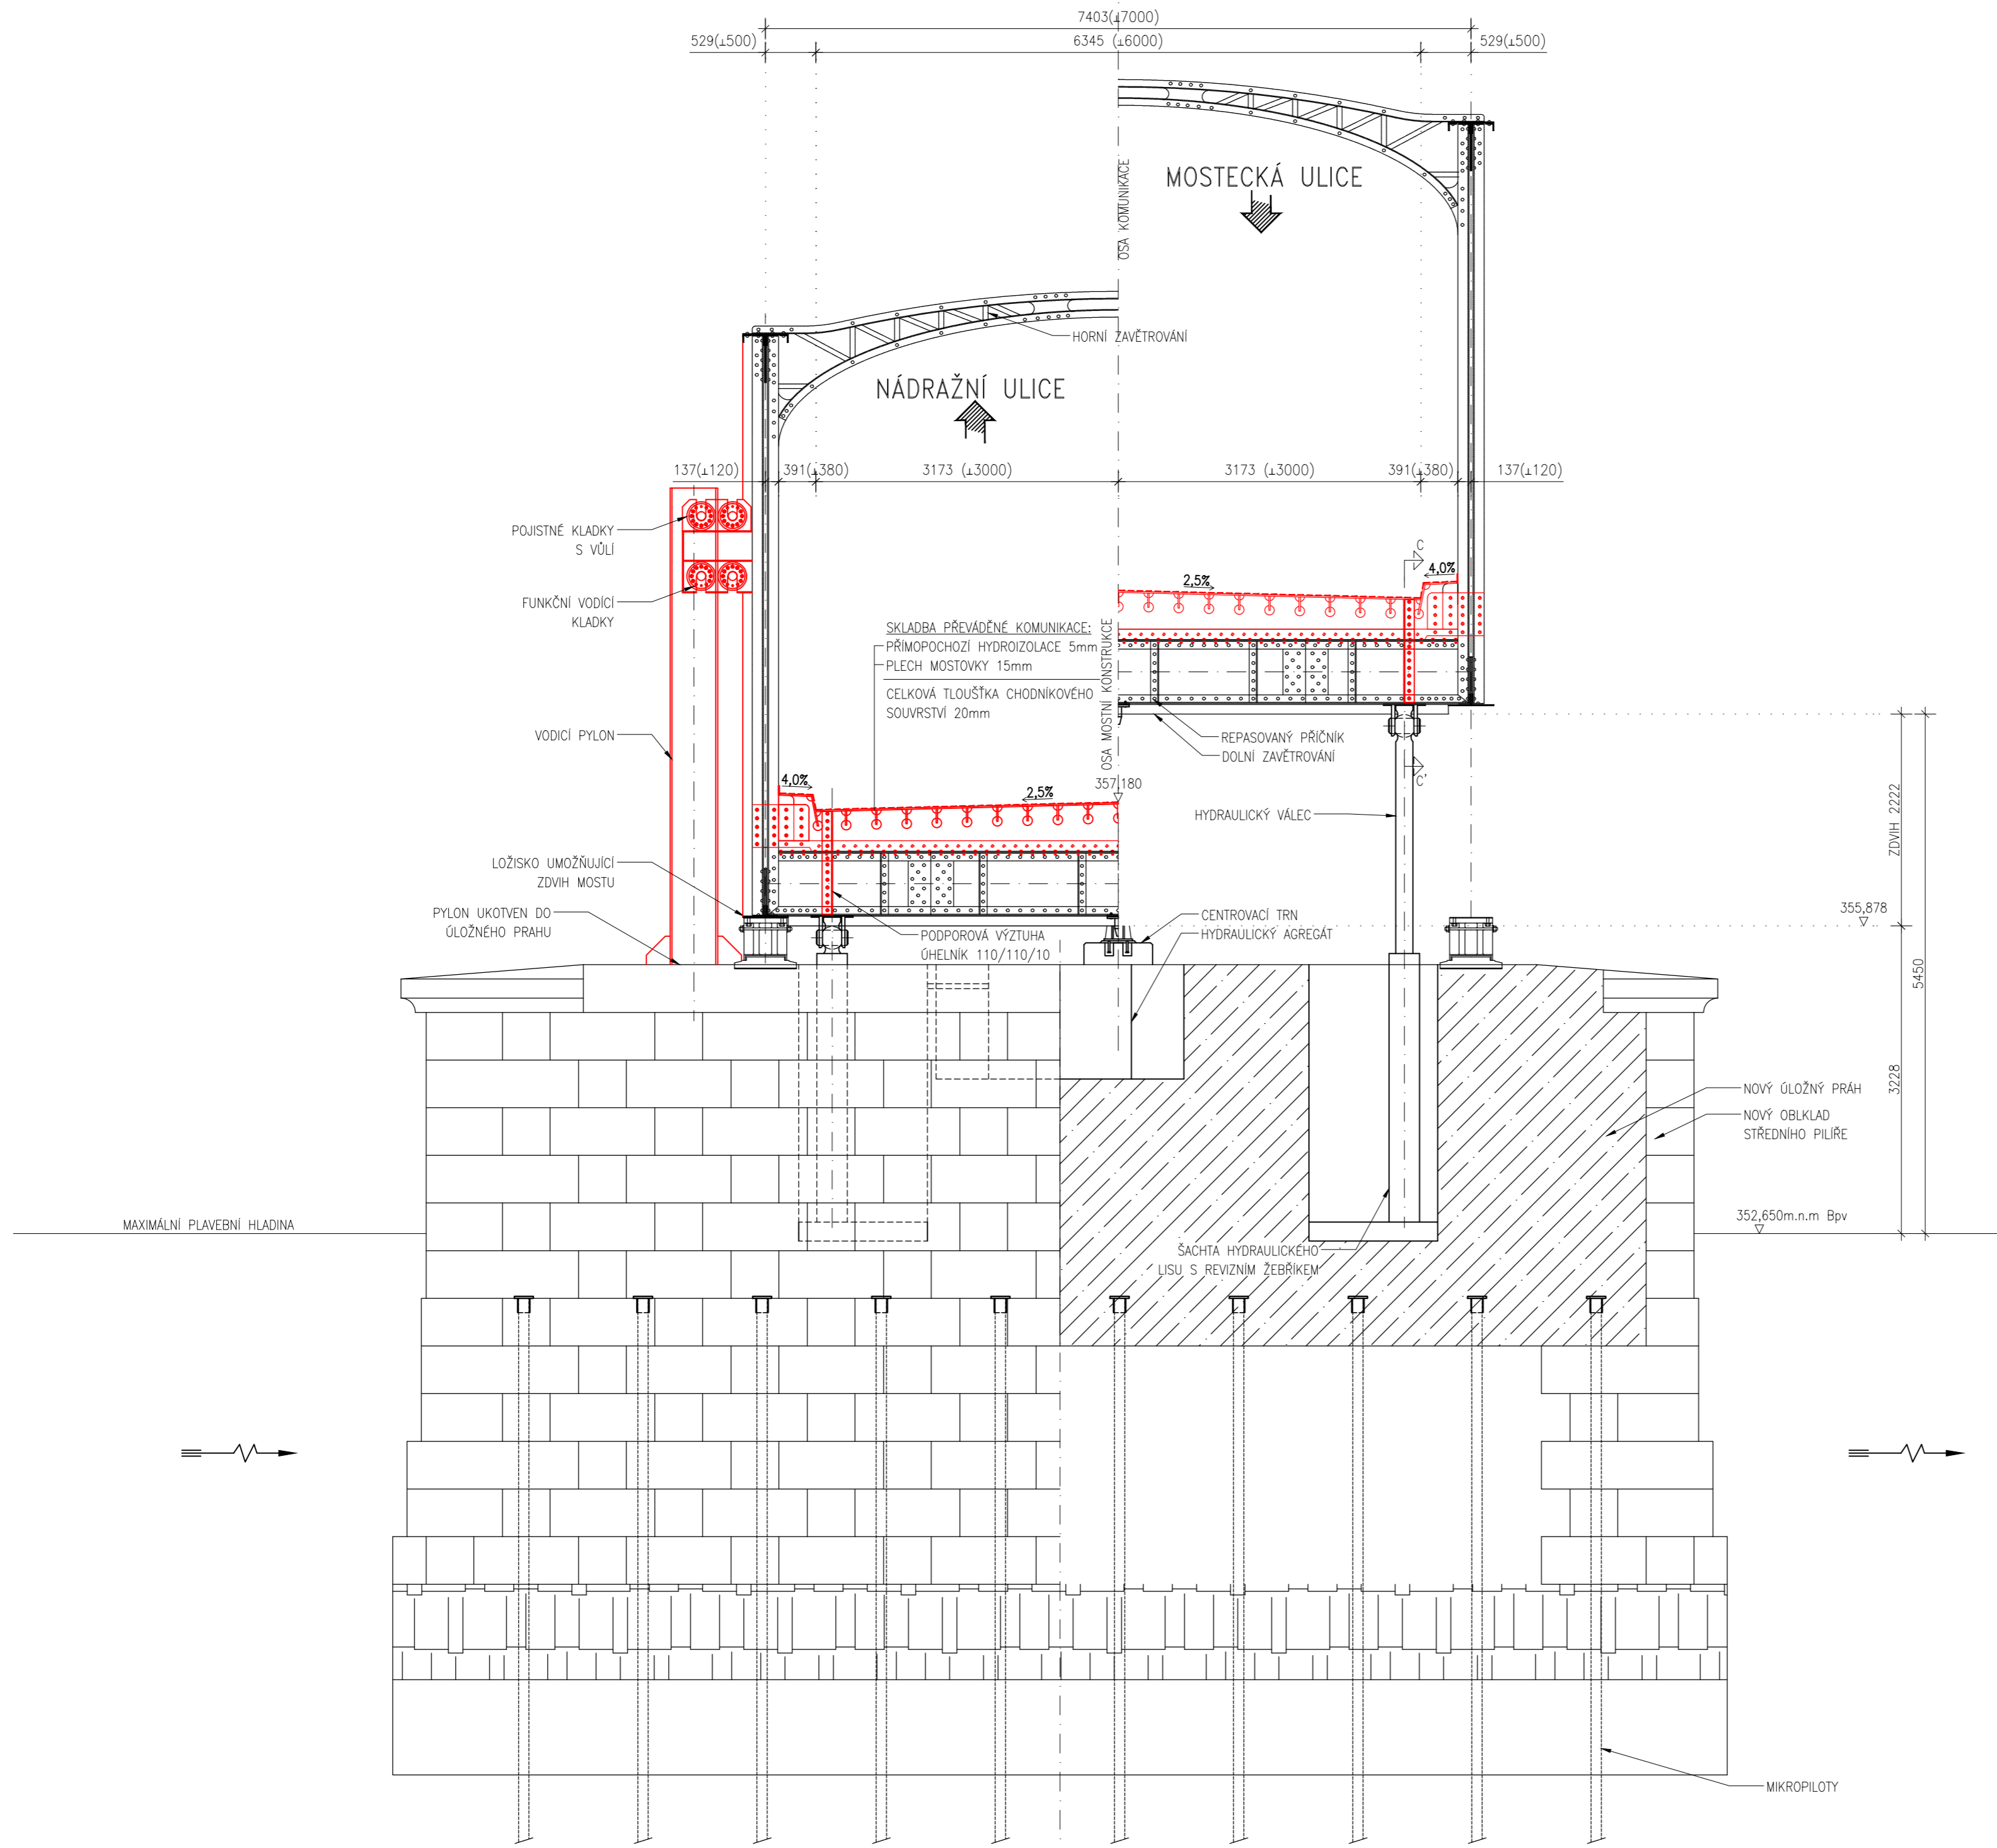 7403(⊥7000)
529(⊥500)
6345 (⊥6000)
529(⊥500)
OSA KOMUNIKACE
MOSTECKÁ ULICE
HORNÍ ZAVĚTROVÁNÍ
NÁDRAŽNÍ ULICE
137(⊥120)
391(⊥380)
3173 (⊥3000)
3173 (⊥3000)
391(⊥380)
137(⊥120)
POJISTNÉ KLADKY
S VŮLÍ
FUNKČNÍ VODÍCÍ
KLADKY
C
4,0%
2,5%
SKLADBA PŘEVÁDĚNÉ KOMUNIKACE:
PŘÍMOPOCHOZÍ HYDROIZOLACE 5mm
PLECH MOSTOVKY 15mm
CELKOVÁ TLOUŠŤKA CHODNÍKOVÉHO
SOUVRSTVÍ 20mm
OSA MOSTNÍ KONSTRUKCE
VODICÍ PYLON
REPASOVANÝ PŘÍČNÍK
DOLNÍ ZAVĚTROVÁNÍ
C'
4,0%
2,5%
357,180
HYDRAULICKÝ VÁLEC
ZDVIH 2222
LOŽISKO UMOŽŇUJÍCÍ
ZDVIH MOSTU
PYLON UKOTVEN DO
ÚLOŽNÉHO PRAHU
PODPOROVÁ VÝZTUHA
ÚHELNÍK 110/110/10
CENTROVACÍ TRN
HYDRAULICKÝ AGREGÁT
355,878
5450
3228
NOVÝ ÚLOŽNÝ PRÁH
NOVÝ OBLKLAD
STŘEDNÍHO PILÍŘE
MAXIMÁLNÍ PLAVEBNÍ HLADINA
352,650m.n.m Bpv
ŠACHTA HYDRAULICKÉHO
LISU S REVIZNÍM ŽEBŘÍKEM
MIKROPILOTY